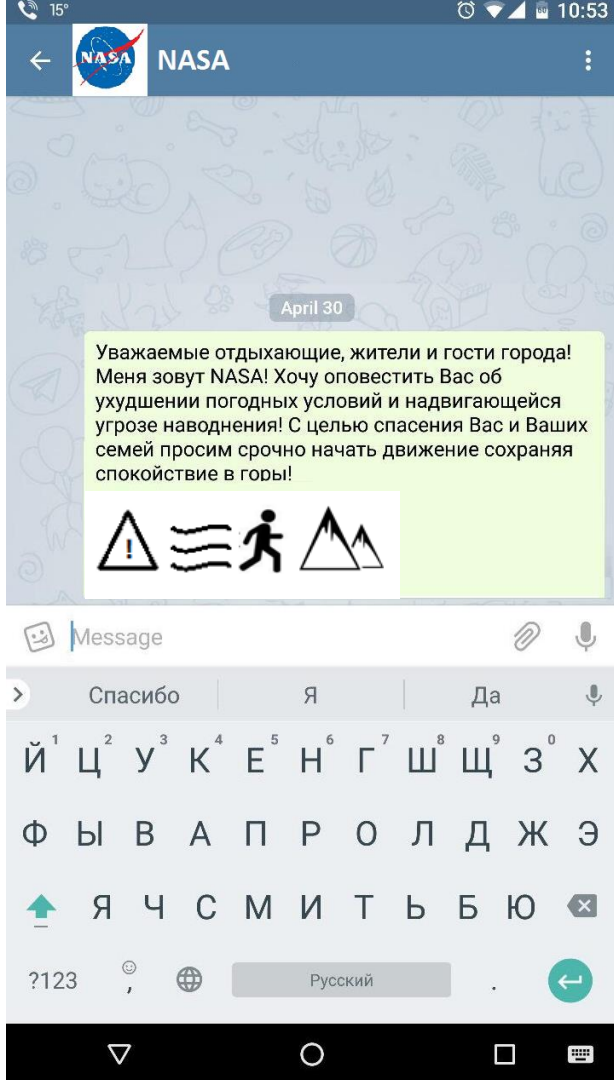 15°
10:53
NASA
NASA
April 30
Уважаемые отдыхающие, жители и гости города!
Меня зовут NASA! Хочу оповестить Вас об
ухудшении погодных условий и надвигающейся
угрозе наводнения! С целью спасения Вас и Ваших
семей просим срочно начать движение сохраняя
спокойствие в горы!
!
Message
Спасибо Я Да
Й 1 Ц 2 У 3 К 4 Е 5 Н 6 Г 7 Ш 8 Щ 9 З 0 Х
Ф Ы В А П Р О Л Д Ж Э
Я Ч С М И Т Ь Б Ю
?123 , Русский .